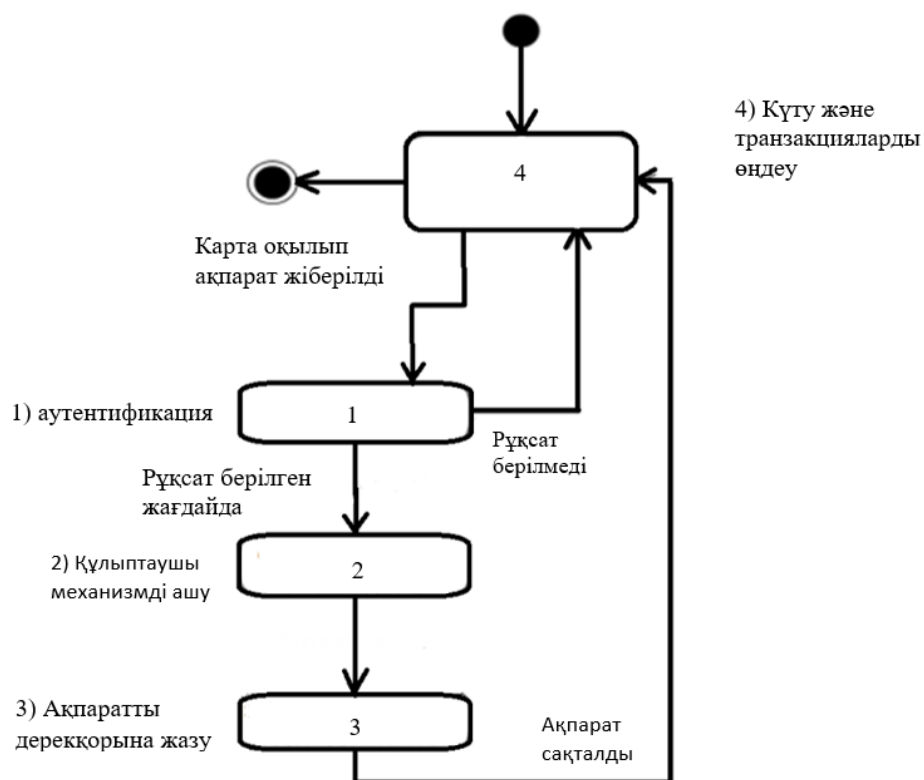 4) Күту және
транзакцияларды
өңдеу
4
Карта оқылып
ақпарат жіберілді
1) аутентификация
1
Рұқсат
берілмеді
Рұқсат берілген
жағдайда
2) Құлыптаушы
механизмді ашу
2
3) Ақпаратты
дерекқорына жазу
3
Ақпарат
сақталды